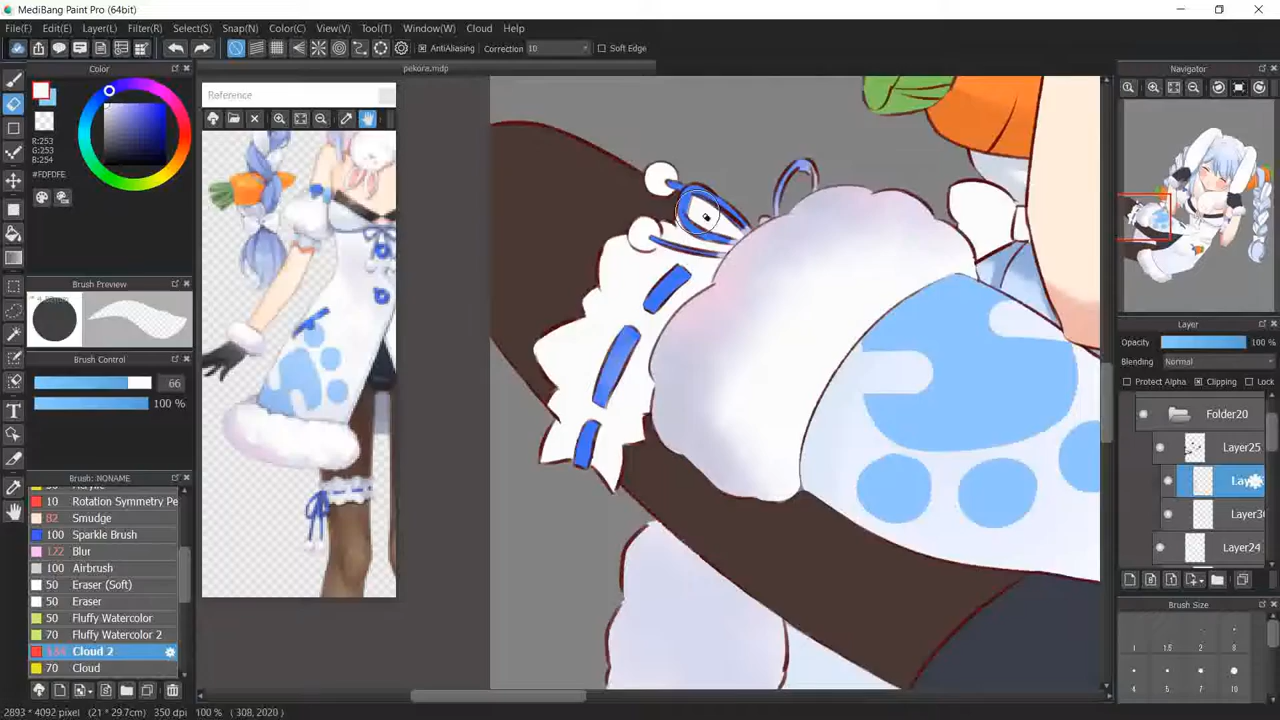 MediBang Paint Pro (64bit)
File(F) Edit(E) Layer(L) Filter(R) Select(S) Snap(N) Color(C) View(V) Tool(T) Window(W) Cloud Help
AntiAliasing Correction 10 Soft Edge
Color
pekora.mdp
Navigator
Reference
R:253
G:253
B:254
#FDFDFE
Brush Preview
Brush Control
66
100 %
Layer
Opacity 100 %
Blending Normal
Protect Alpha Clipping Lock
Folder20
Layer25
Lay
Layer3
Layer24
Brush: NONAME
10 Rotation Symmetry Pe
82 Smudge
100 Sparkle Brush
122 Blur
100 Airbrush
50 Eraser (Soft)
50 Eraser
50 Fluffy Watercolor
70 Fluffy Watercolor 2
Cloud 2
70 Cloud
Brush Size
1 1.5 2 3
4 5 7 10
2893 * 4092 pixel (21 * 29.7cm) 350 dpi 100 % ( 308, 2020 )